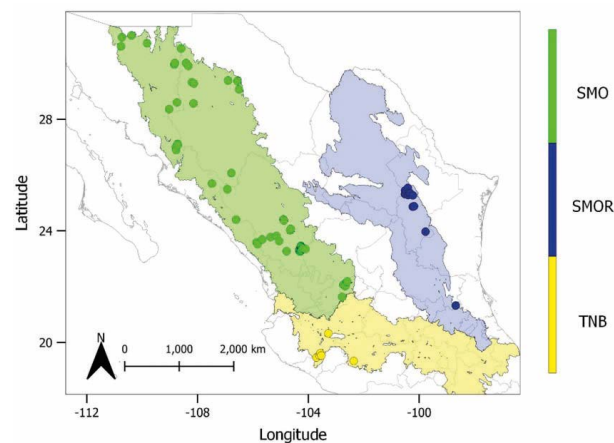 28
24
20
Latitude
N
0 1,000 2,000 km
-112 -108 -104 -100
Longitude
SMO
SMOR
TNB